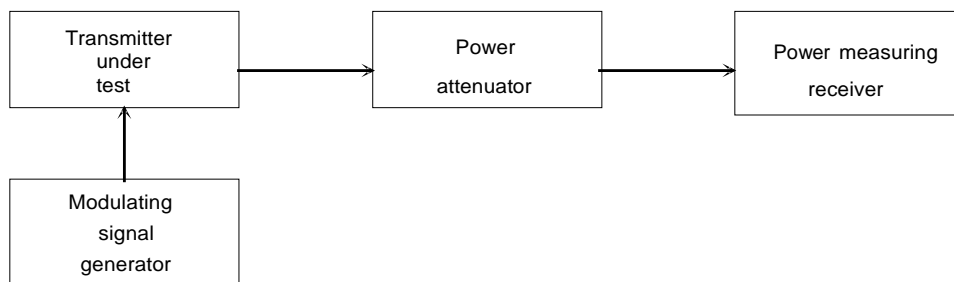 Transmitter
under
test
Power
attenuator
Power measuring
receiver
Modulating
signal
generator